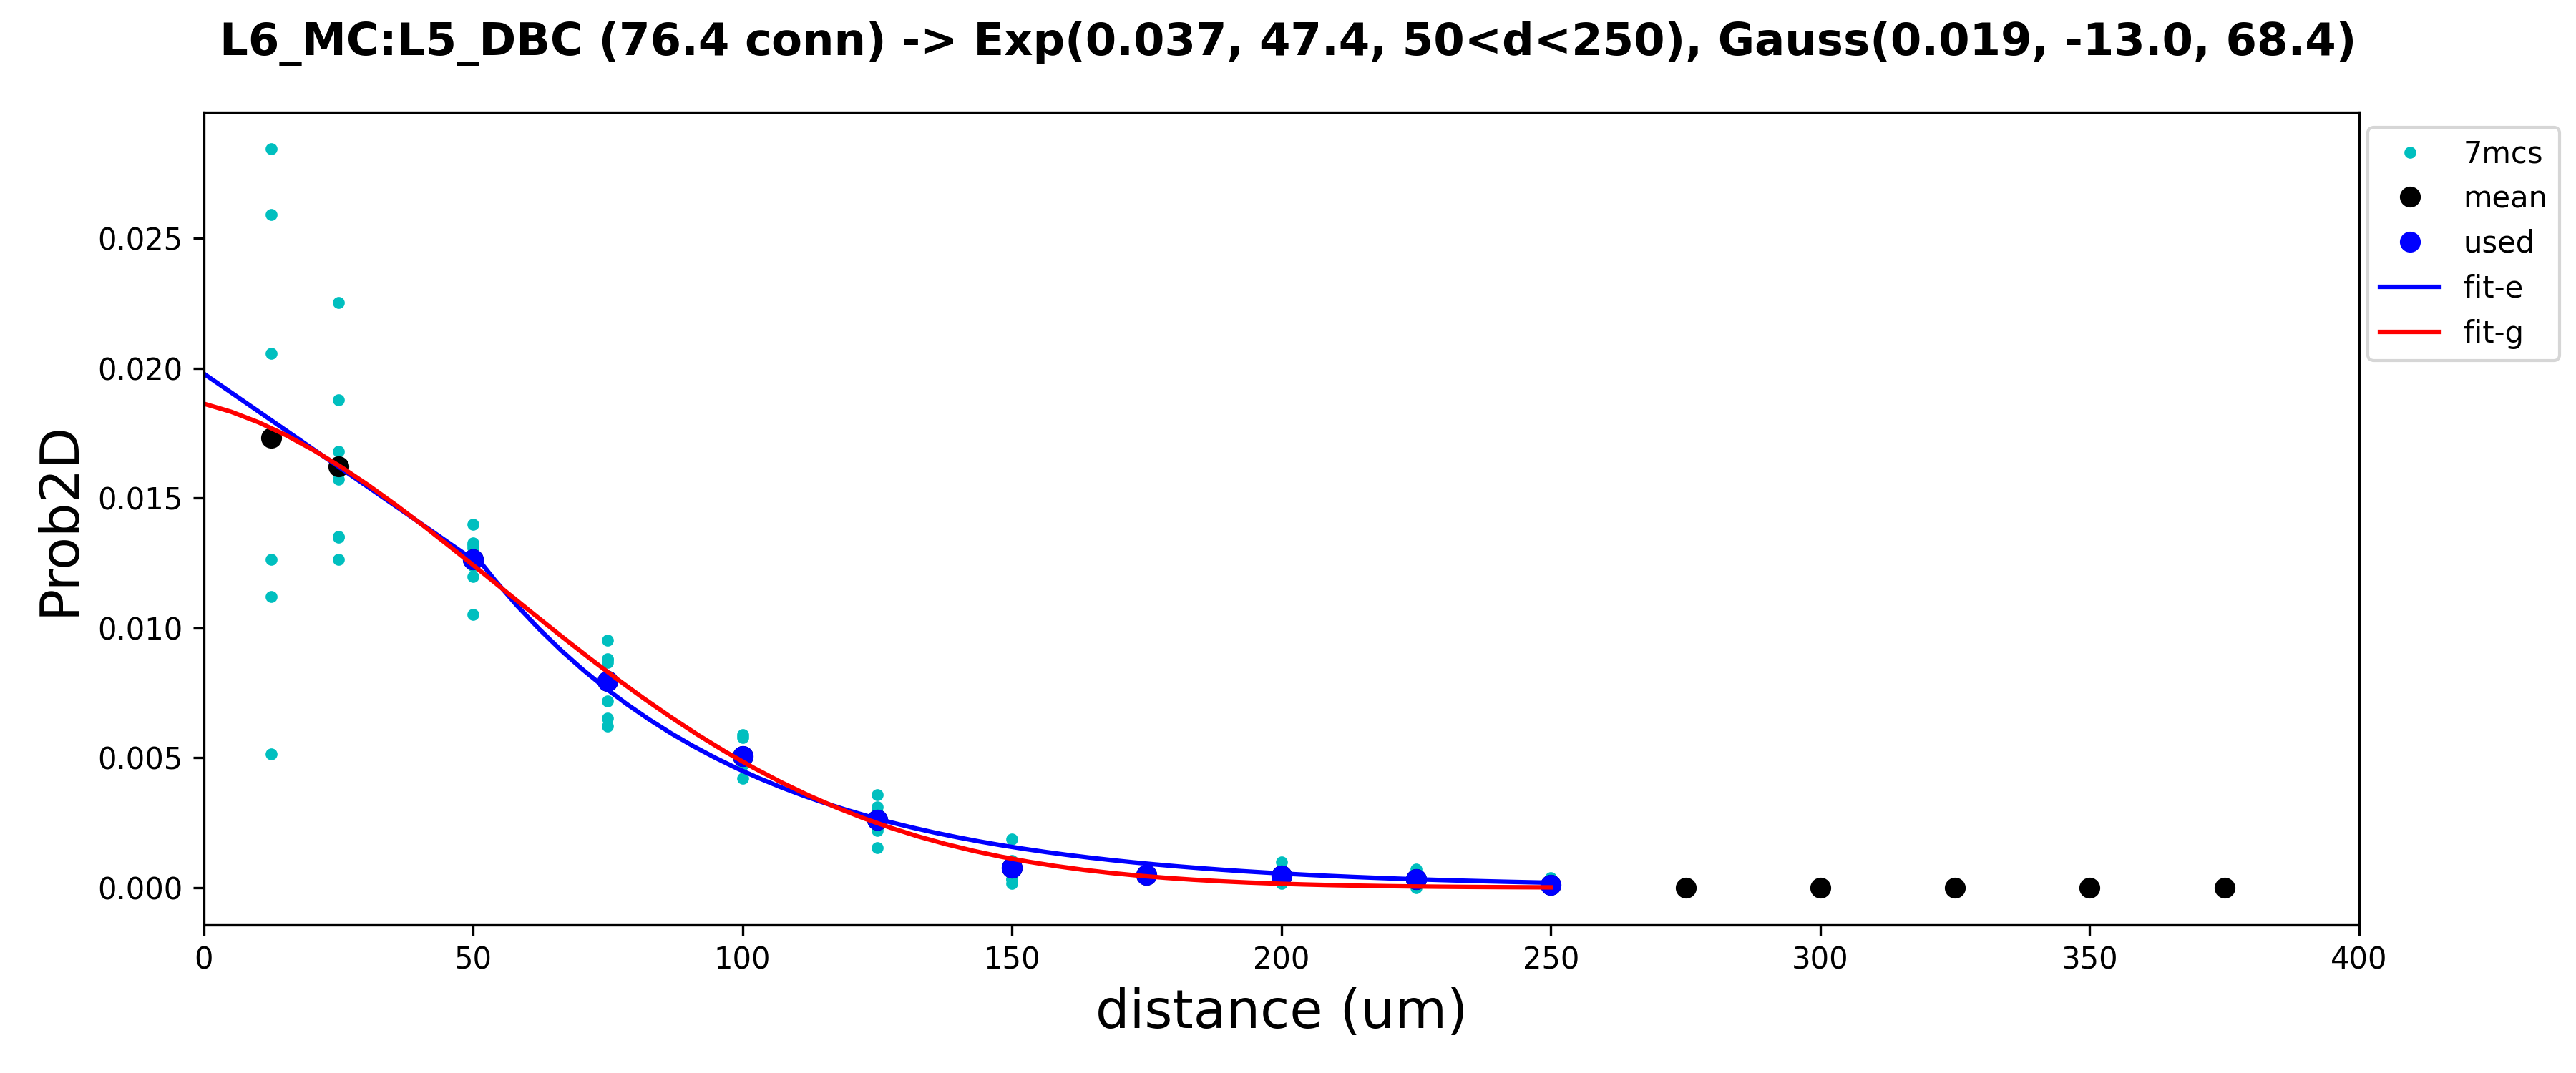 L6_MC:L5_DBC (76.4 conn) -> Exp(0.037, 47.4, 50<d<250), Gauss(0.019, -13.0, 68.4)
7mcs
mean
used
fit-e
fit-g
Prob2D
0.025
0.020
0.015
0.010
0.005
0.000
0 50 100 150 200 250 300 350 400
distance (um)